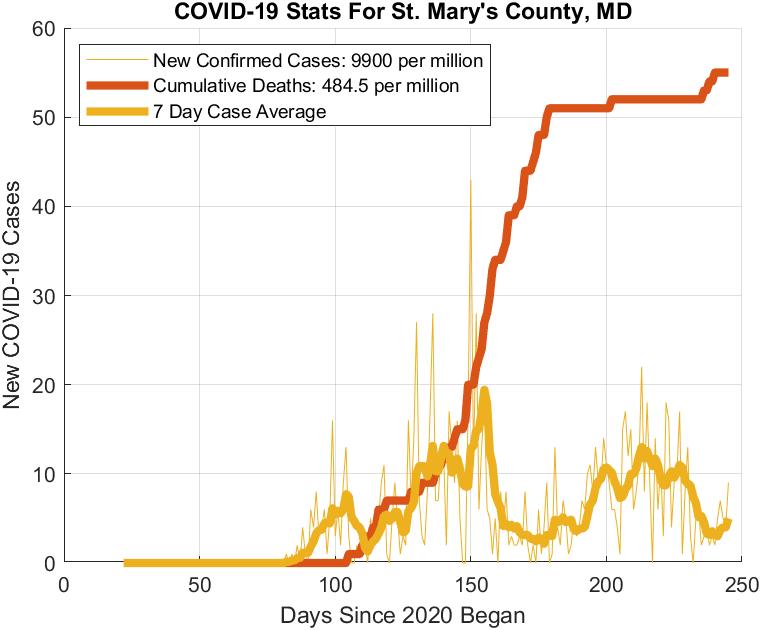 COVID-19 Stats For St. Mary's County, MD
New Confirmed Cases: 9900 per million
Cumulative Deaths: 484.5 per million
7 Day Case Average
New COVID-19 Cases
60
50
40
30
20
10
0
0
50
100
150
200
250
Days Since 2020 Began